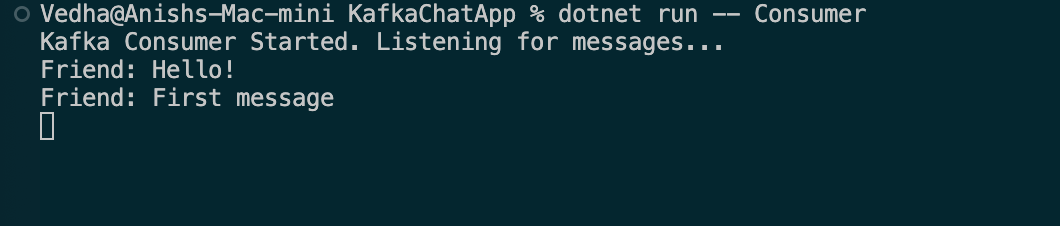 Vedha@Anishs-Mac-mini KafkaChatApp % dotnet run -- Consumer
Kafka Consumer Started. Listening for messages...
Friend: Hello!
Friend: First message